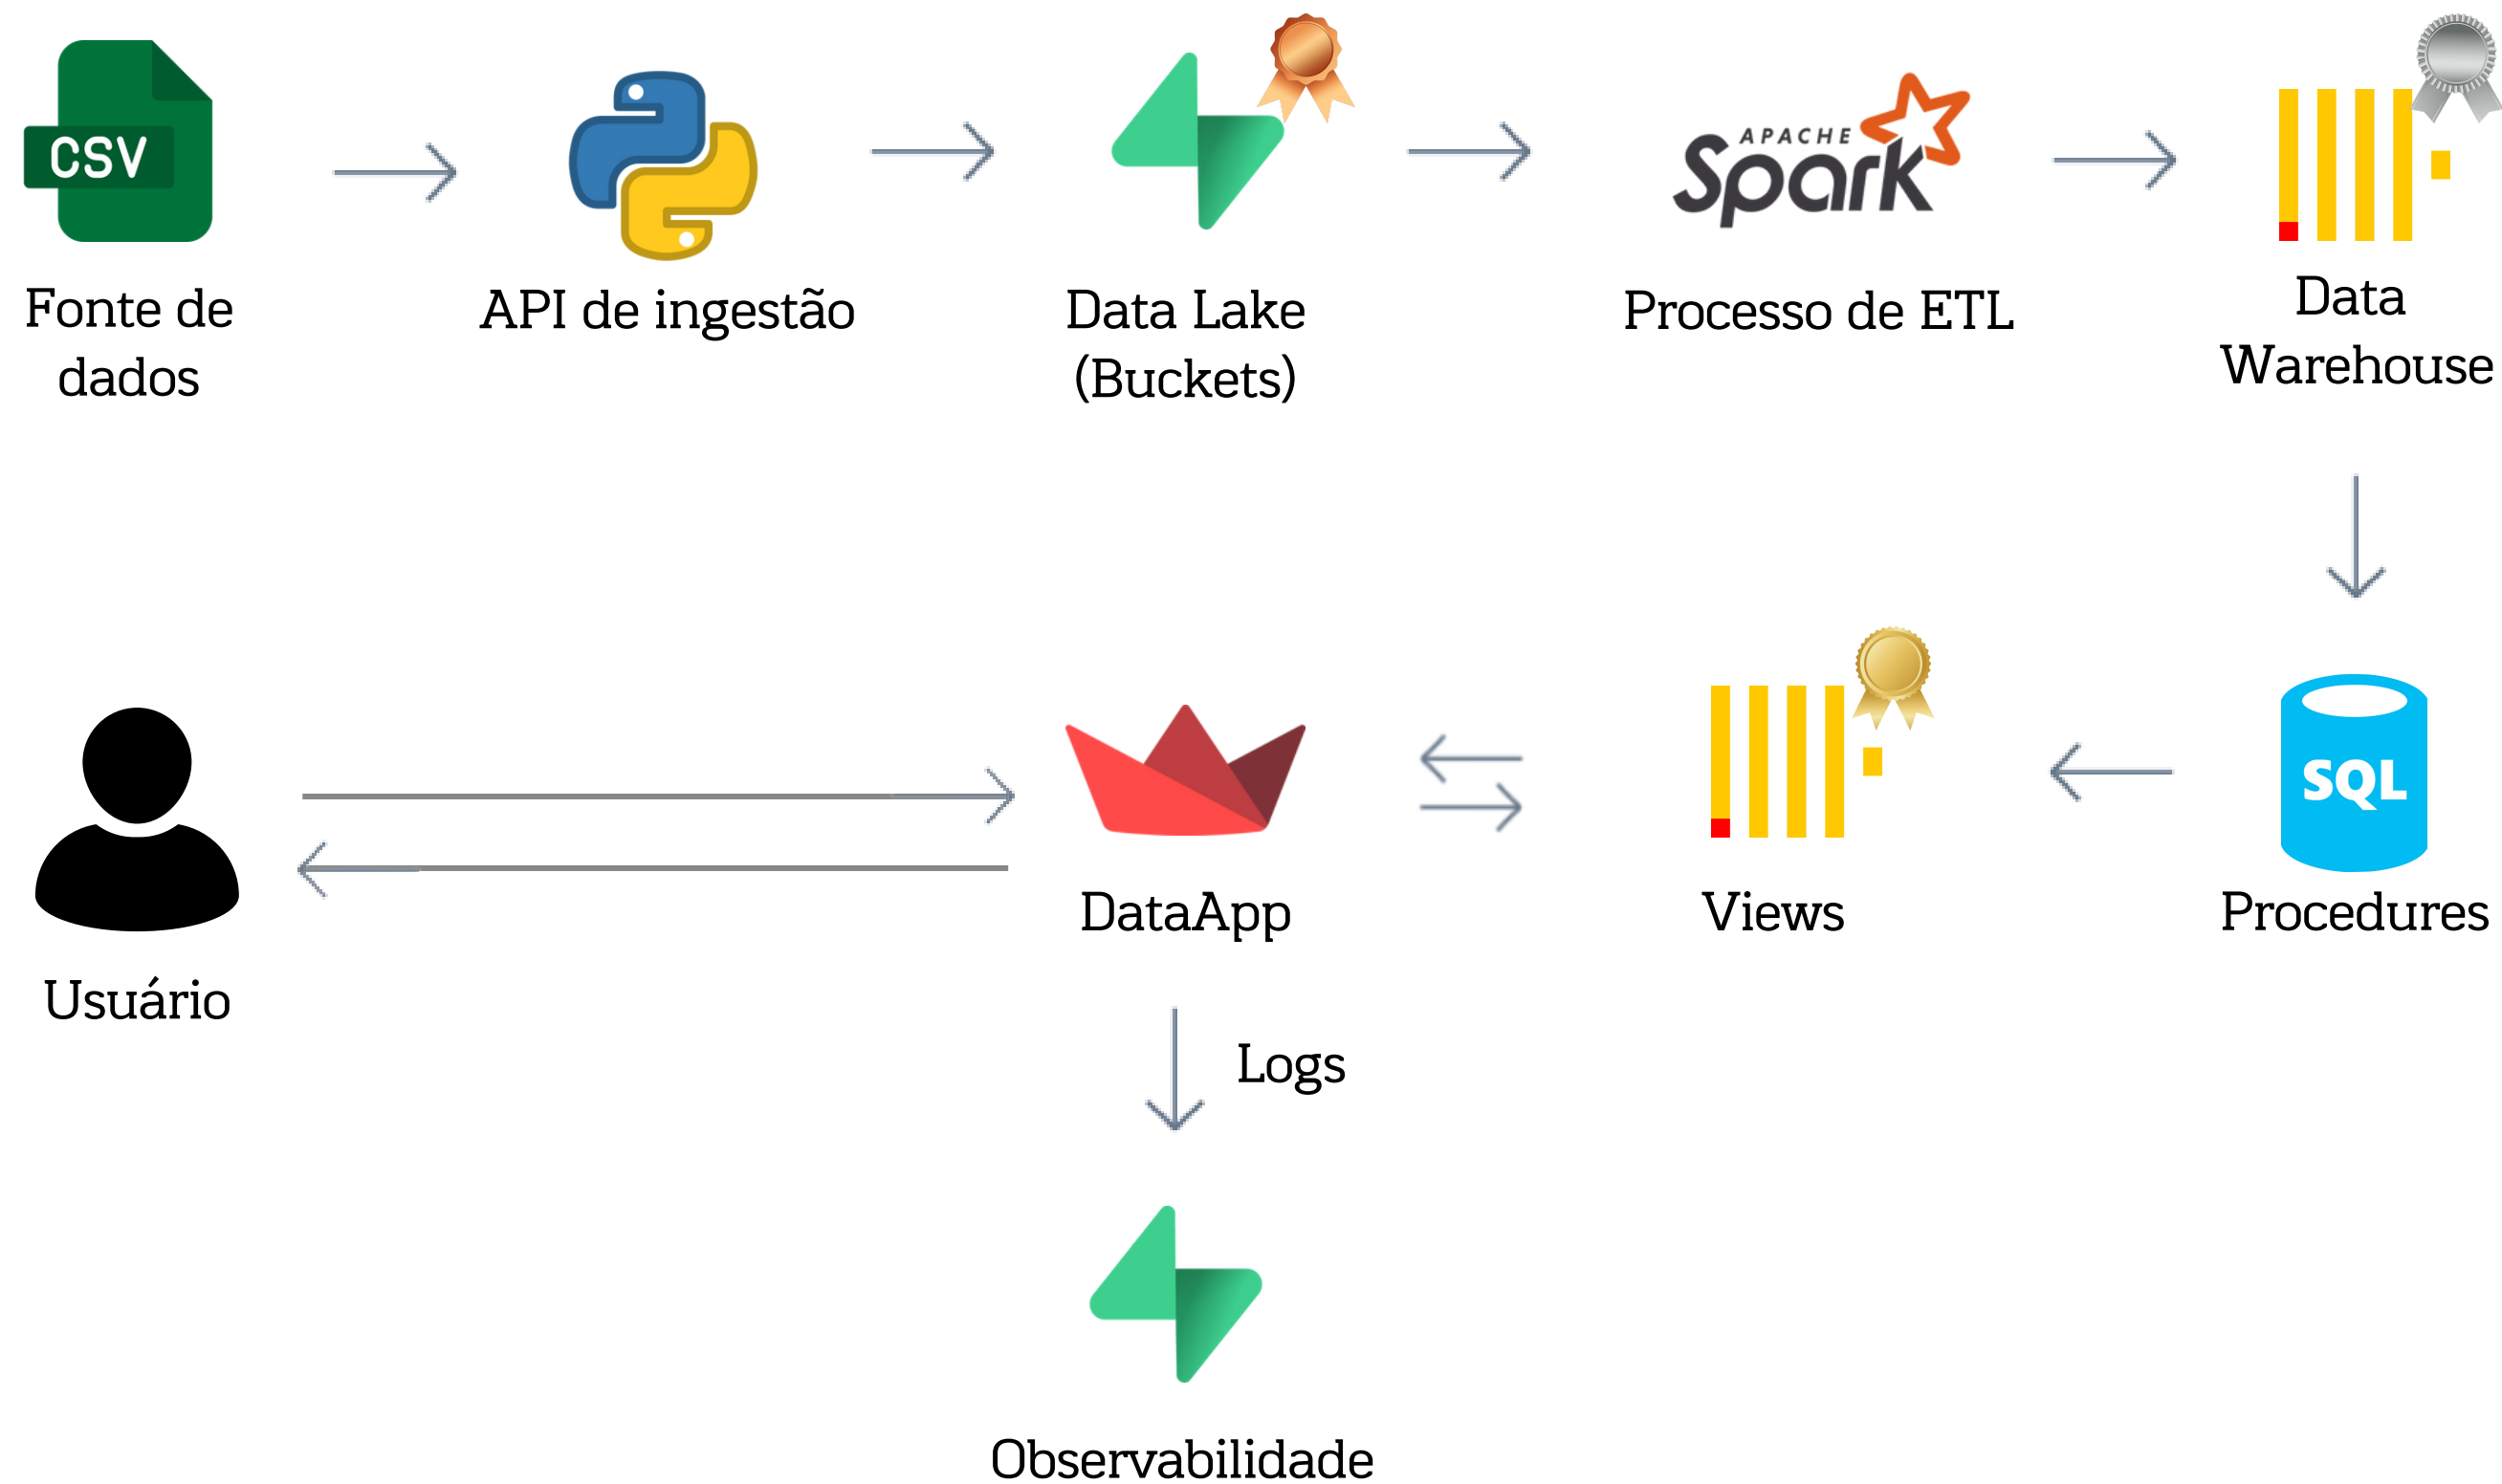 CSV
APACHE
Spark
Fonte de
dados
API de ingestão
Data Lake
(Buckets)
Processo de ETL
Data
Warehouse
SQL
Usuário
DataApp
Views
Procedures
Logs
Observabilidade